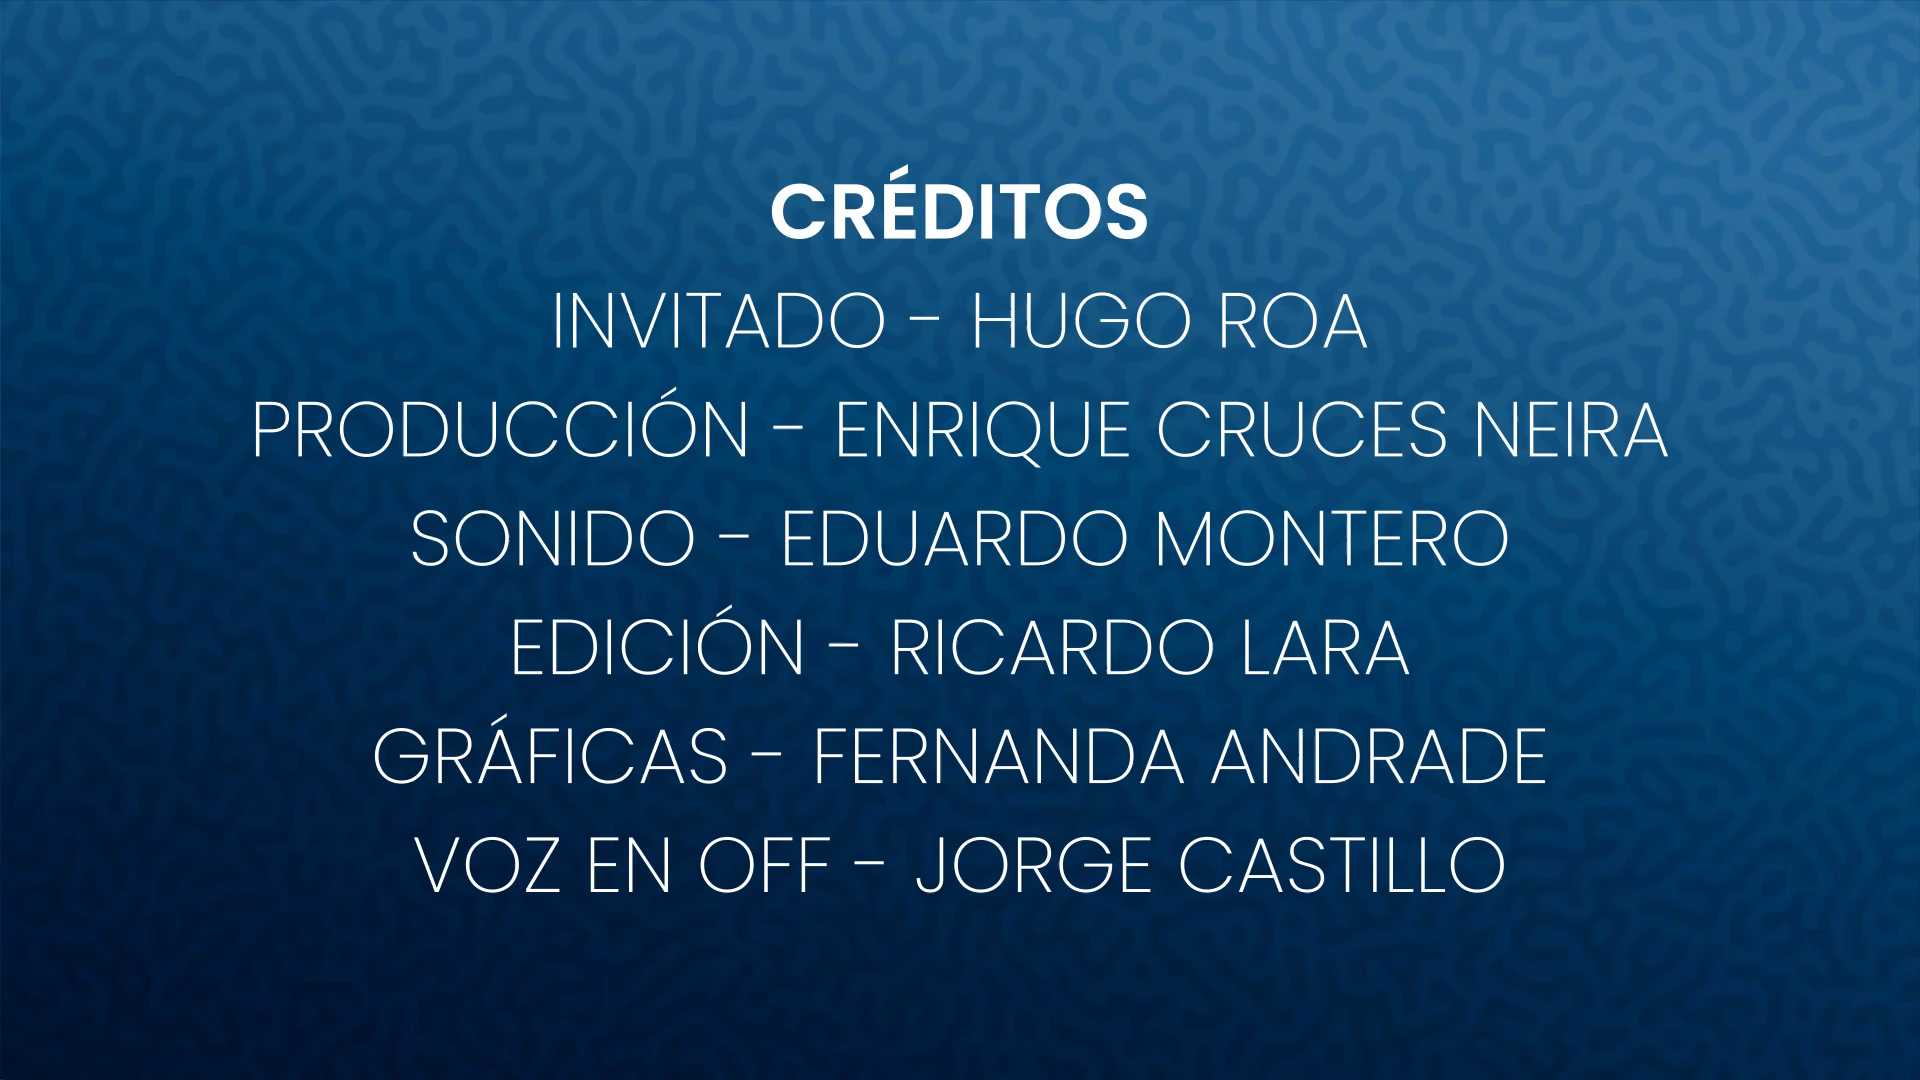 CRÉDITOS
INVITADO - HUGO ROA
PRODUCCIÓN - ENRIQUE CRUCES NEIRA
SONIDO - EDUARDO MONTERO
EDICIÓN - RICARDO LARA
GRÁFICAS - FERNANDA ANDRADE
VOZ EN OFF - JORGE CASTILLO